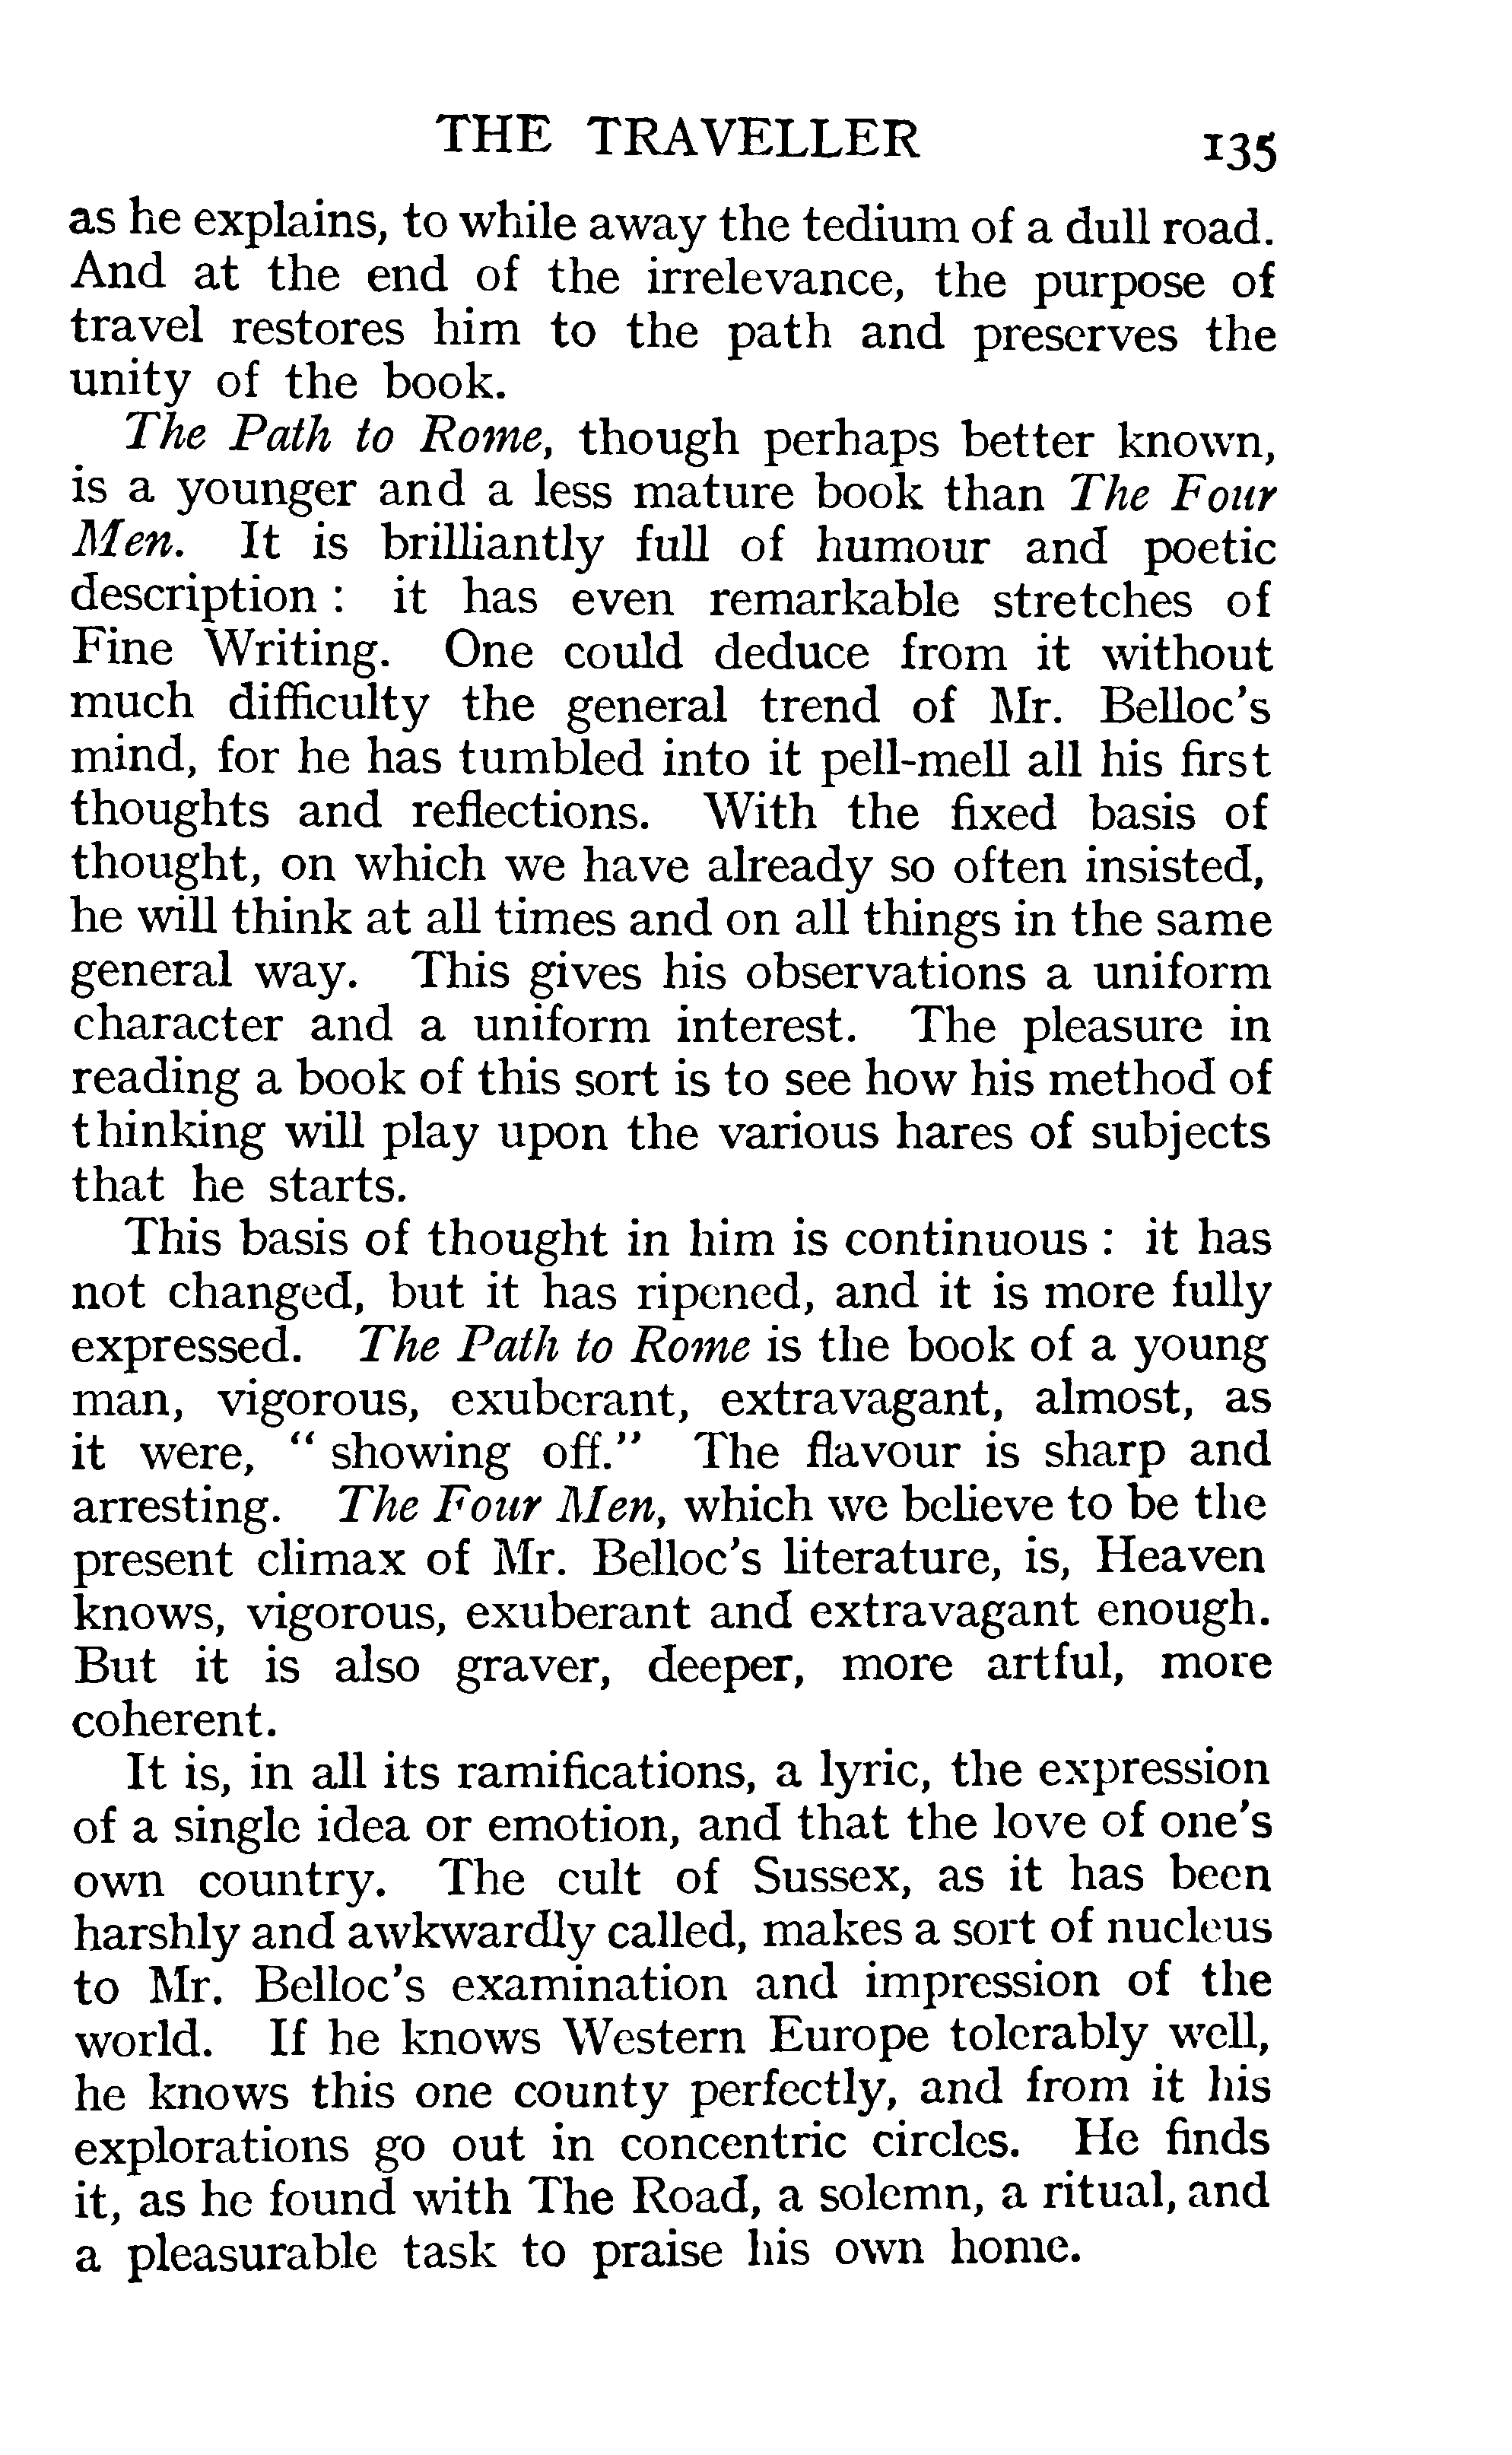 THE TRAVELLER 135
as he explains, to while away the tedium of a dull road.
And at the end of the irrelevance, the purpose of
travel restores him to the path and preserves the
unity of the book.
The Path to Rome, though perhaps better known,
is a younger and a less mature book than The Four
Men. It is brilliantly full of humour and poetic
description : it has even remarkable stretches of
Fine Writing. One could deduce from it without
much difficulty the general trend of Mr. Belloc's
mind, for he has tumbled into it pell-mell all his first
thoughts and reflections. With the fixed basis of
thought, on which we have already so often insisted,
he will think at all times and on all things in the same
general way. This gives his observations a uniform
character and a uniform interest. The pleasure in
reading a book of this sort is to see how his method of
thinking will play upon the various hares of subjects
that he starts.
This basis of thought in him is continuous : it has
not changed, but it has ripened, and it is more fully
expressed. The Path to Rome is the book of a young
man, vigorous, exuberant, extravagant, almost, as
it were, " showing off." The flavour is sharp and
arresting. The Four Men, which we believe to be the
present climax of Mr. Belloc's literature, is, Heaven
knows, vigorous, exuberant and extravagant enough.
But it is also graver, deeper, more artful, more
coherent.
It is, in all its ramifications, a lyric, the expression
of a single idea or emotion, and that the love of one's
own country. The cult of Sussex, as it has been
harshly and awkwardly called, makes a sort of nucleus
to Mr. Belloc's examination and impression of the
world. If he knows Western Europe tolerably well,
he knows this one county perfectly, and from it his
explorations go out in concentric circles. He finds
it, as he found with The Road, a solemn, a ritual, and
a pleasurable task to praise his own home.